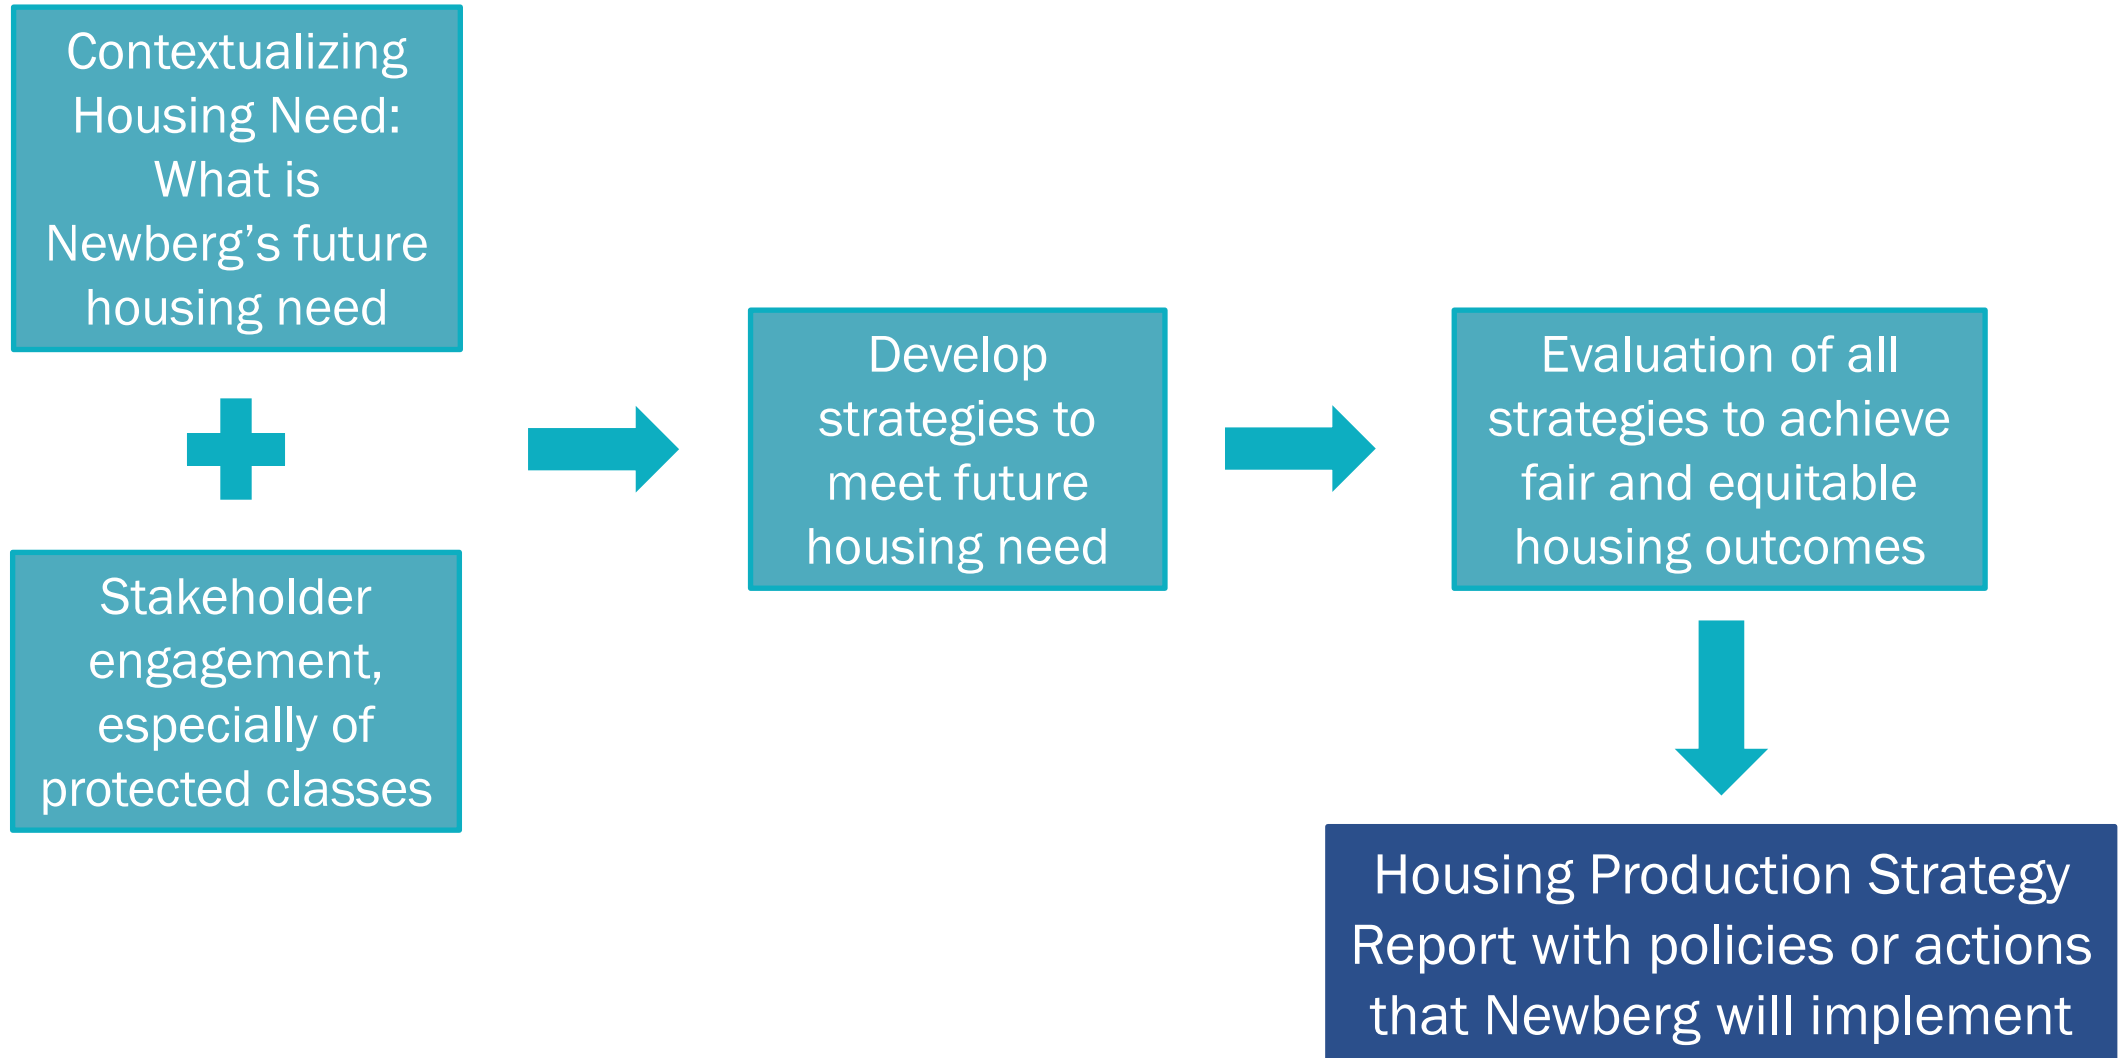 Contextualizing
Housing Need:
What is
Newberg’s future
housing need
Stakeholder
engagement,
especially of
protected classes
Develop
strategies to
meet future
housing need
Evaluation of all
strategies to achieve
fair and equitable
housing outcomes
Housing Production Strategy
Report with policies or actions
that Newberg will implement